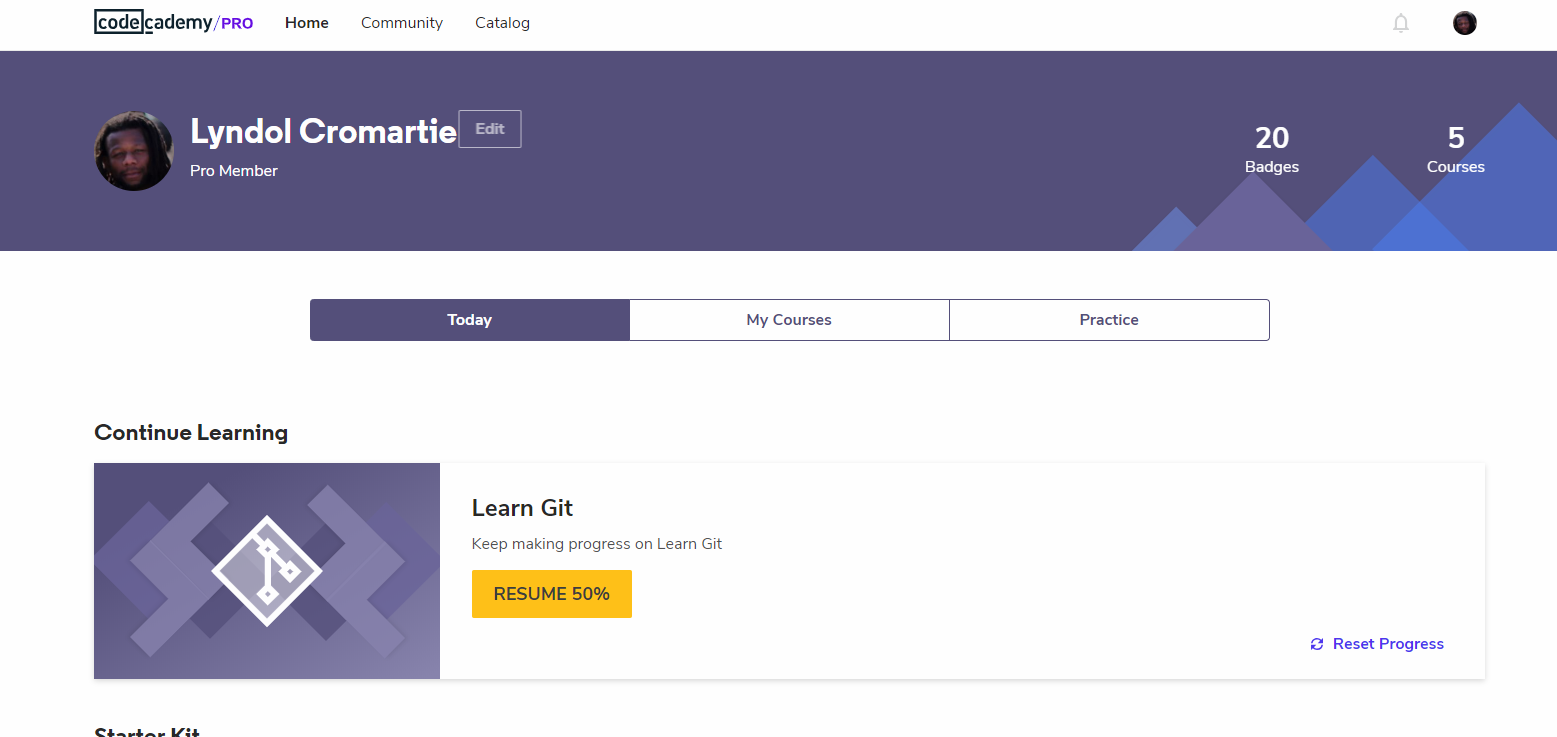 codecademy/PRO Home Community Catalog
Lyndol Cromartie Edit
Pro Member
20 5
Badges Courses
Today My Courses Practice
Continue Learning
Learn Git
Keep making progress on Learn Git
RESUME 50%
Reset Progress
Starter Kit